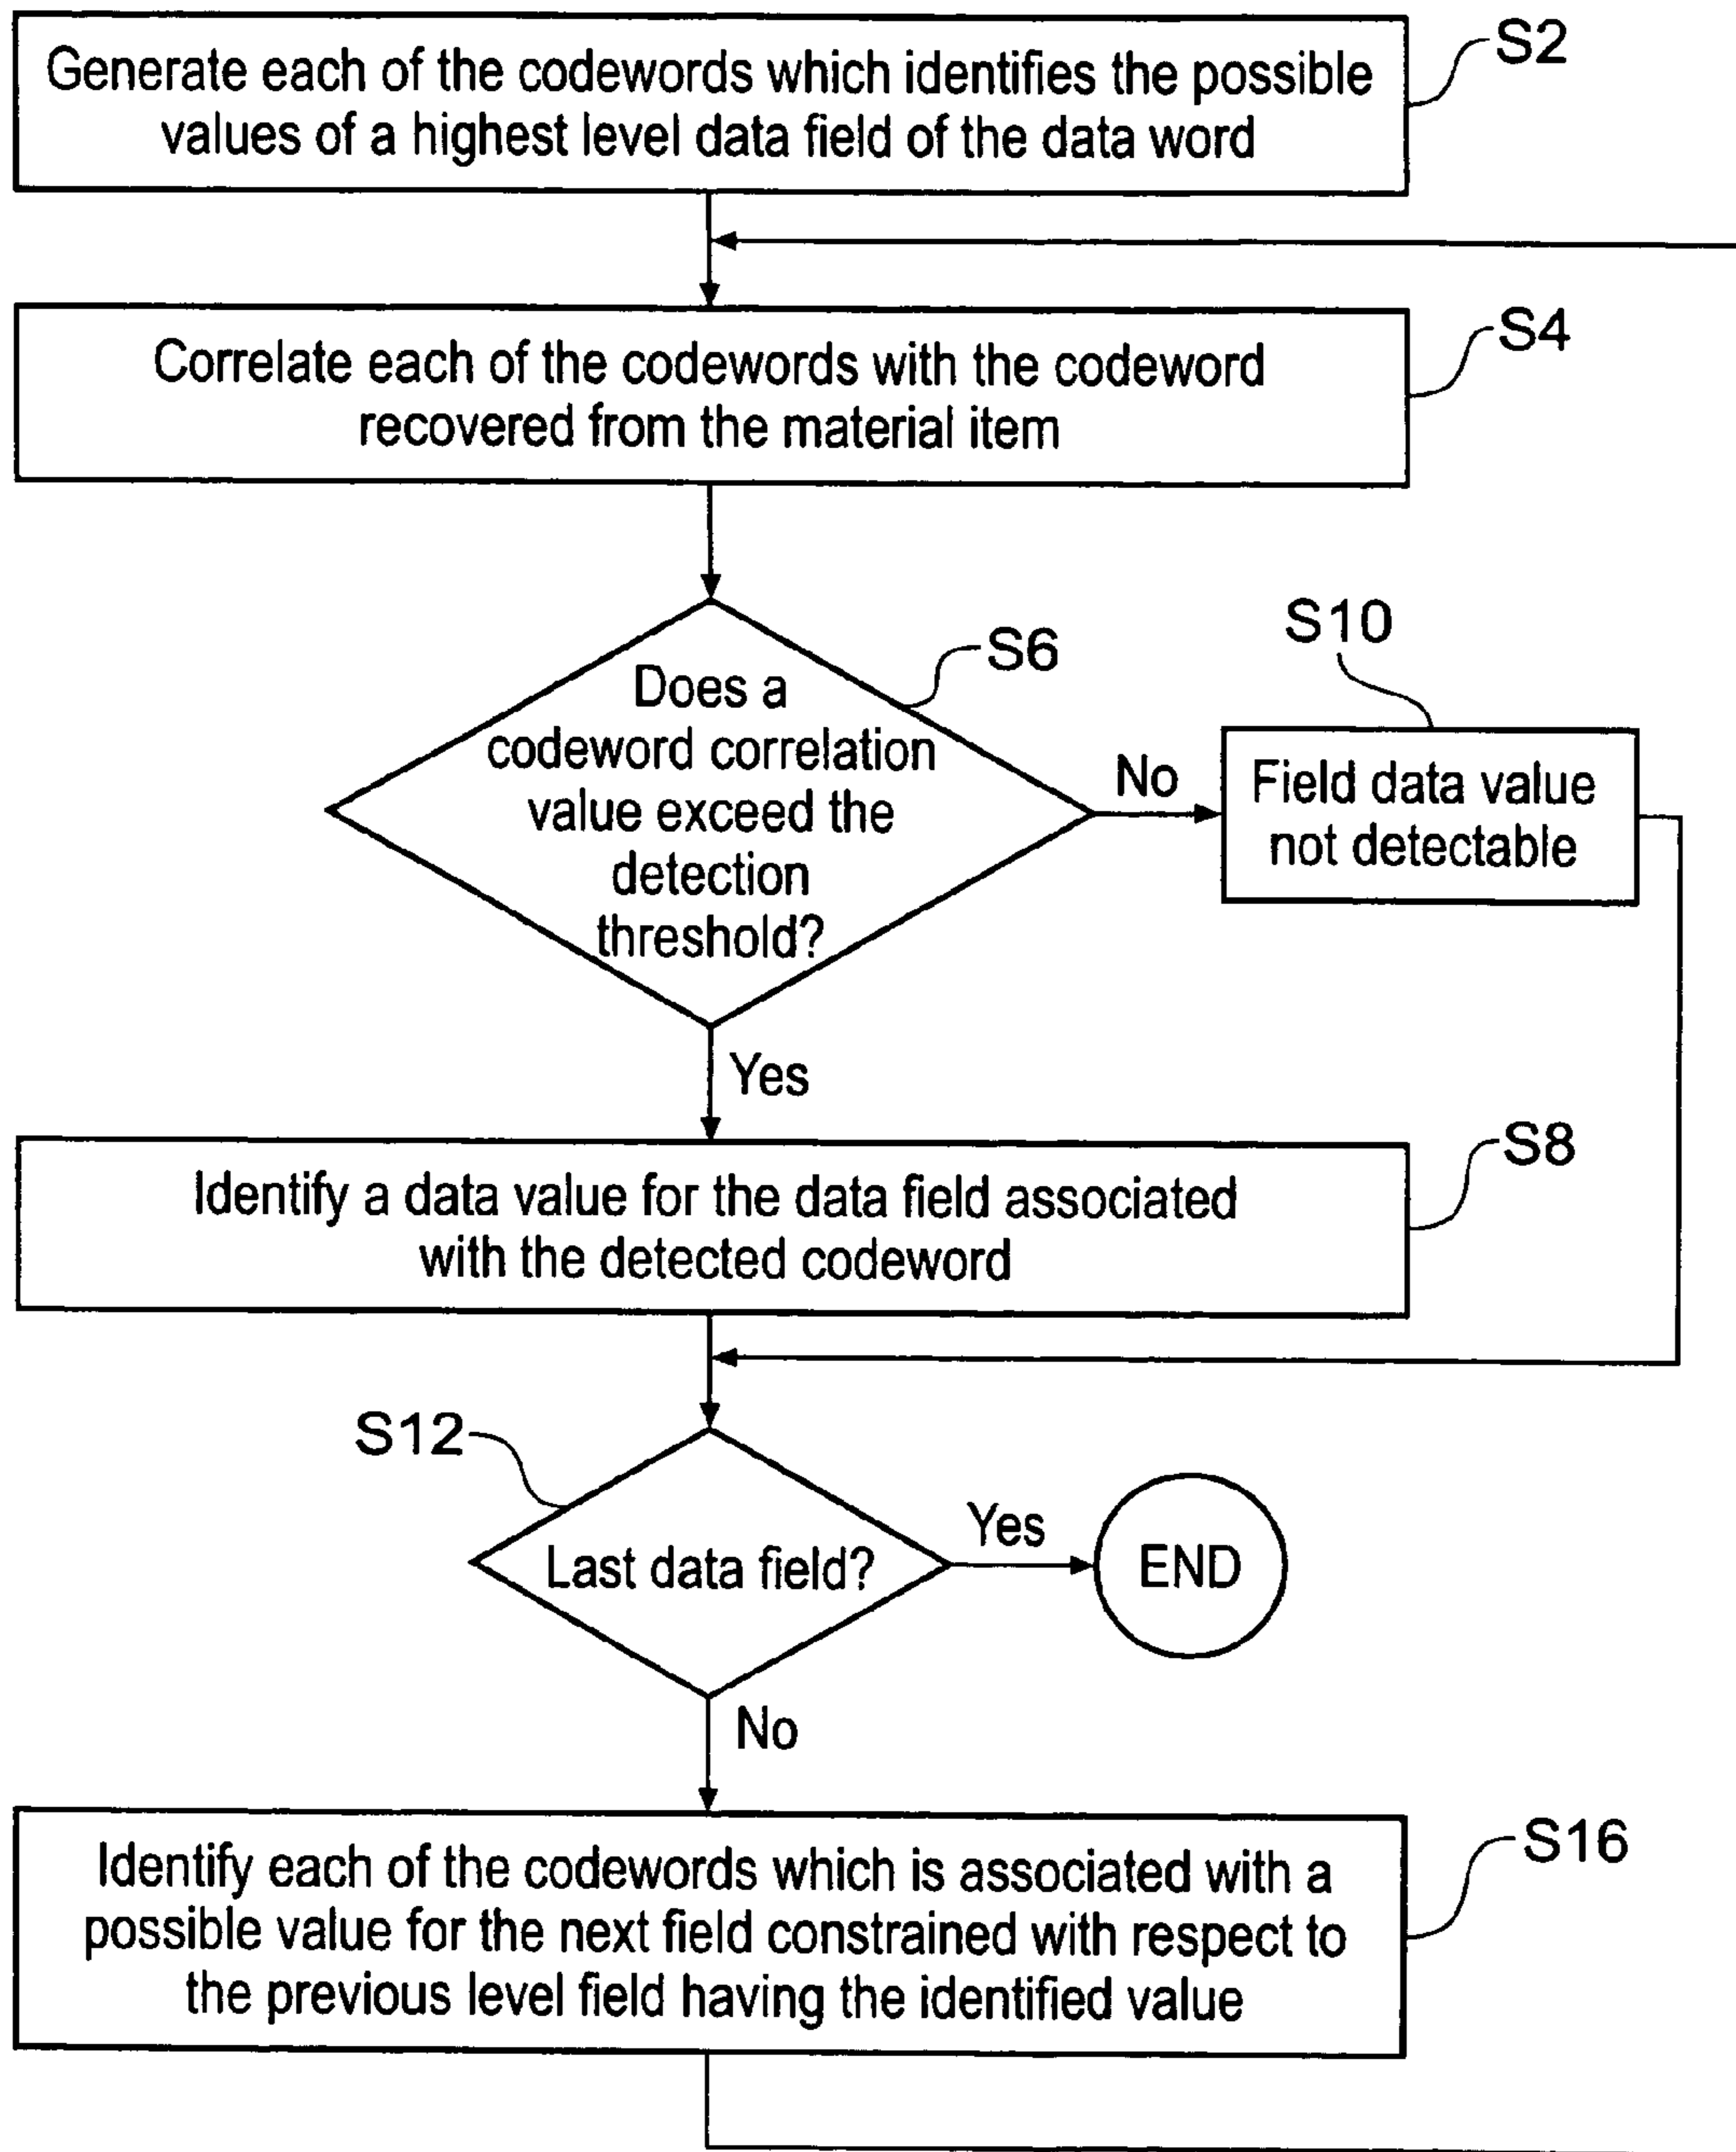 Generate each of the codewords which identifies the possible
values of a highest level data field of the data word
S2
Correlate each of the codewords with the codeword
recovered from the material item
S4
Does a
codeword correlation
value exceed the
detection
threshold?
S6
No
S10
Field data value
not detectable
Yes
Identify a data value for the data field associated
with the detected codeword
S8
S12
Last data field?
Yes
END
No
Identify each of the codewords which is associated with a
possible value for the next field constrained with respect to
the previous level field having the identified value
S16